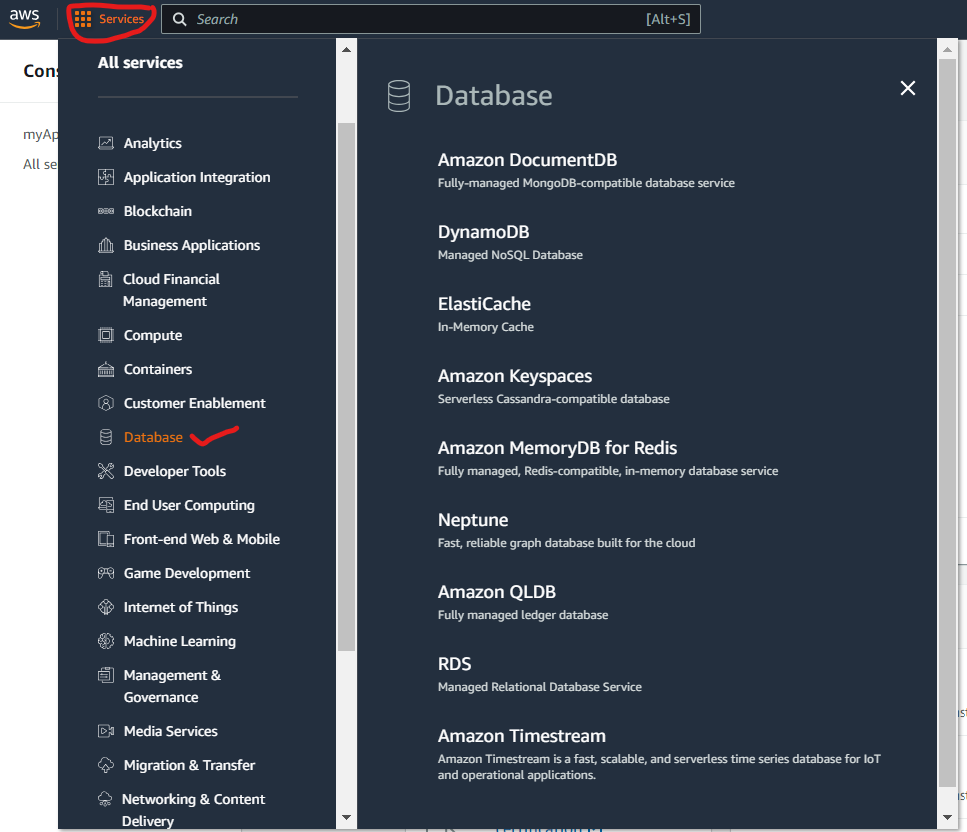 aws
Services
Search
[Alt+S]
Cons
myAp
All se
All services
Analytics
Application Integration
Blockchain
Business Applications
Cloud Financial
Management
Compute
Containers
Customer Enablement
Database
Developer Tools
End User Computing
Front-end Web & Mobile
Game Development
Internet of Things
Machine Learning
Management &
Governance
Media Services
Migration & Transfer
Networking & Content
Delivery
Database
Amazon DocumentDB
Fully-managed MongoDB-compatible database service
DynamoDB
Managed NoSQL Database
ElastiCache
In-Memory Cache
Amazon Keyspaces
Serverless Cassandra-compatible database
Amazon MemoryDB for Redis
Fully managed, Redis-compatible, in-memory database service
Neptune
Fast, reliable graph database built for the cloud
Amazon QLDB
Fully managed ledger database
RDS
Managed Relational Database Service
Amazon Timestream
Amazon Timestream is a fast, scalable, and serverless time series database for IoT
and operational applications.